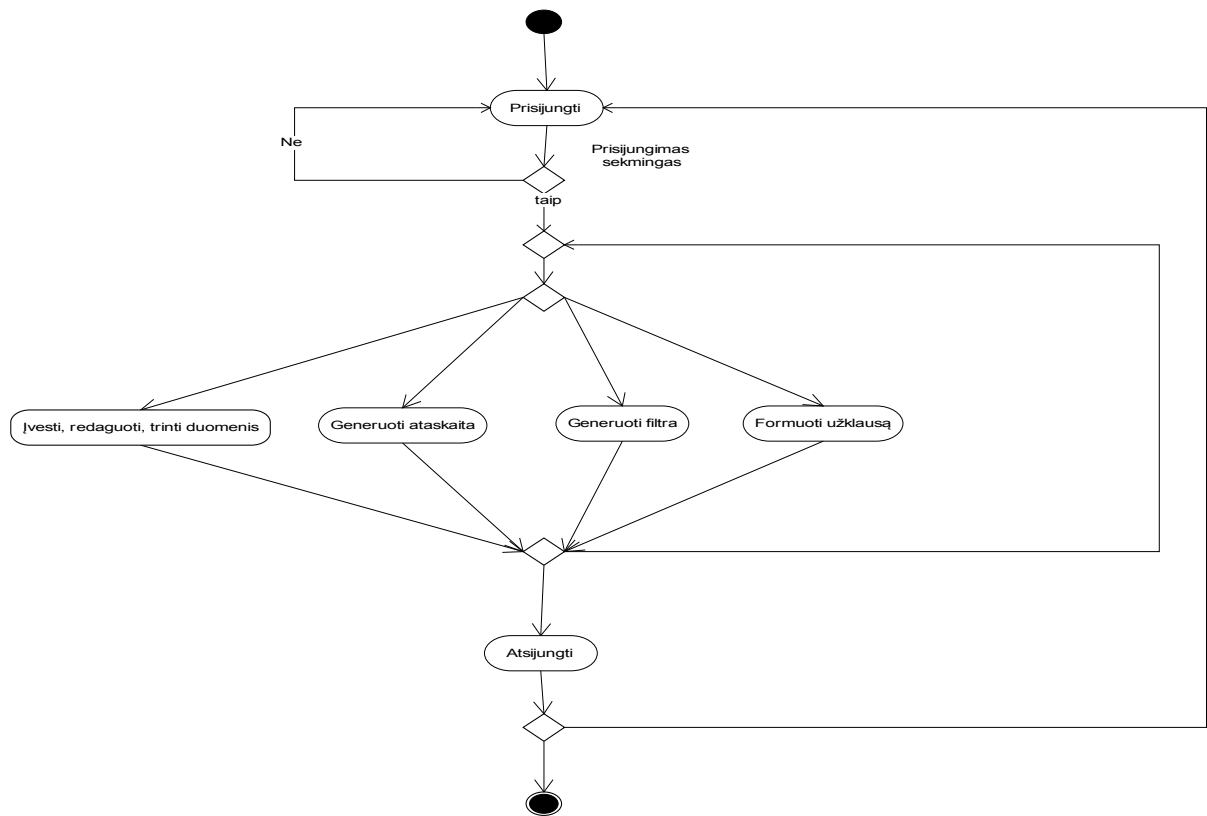 Prisijungti
Ne
Prisijungimas
sekmingas
taip
Įvesti, redaguoti, trinti duomenis
Generuoti ataskaita
Generuoti filtra
Formuoti užklausą
Atsijungti